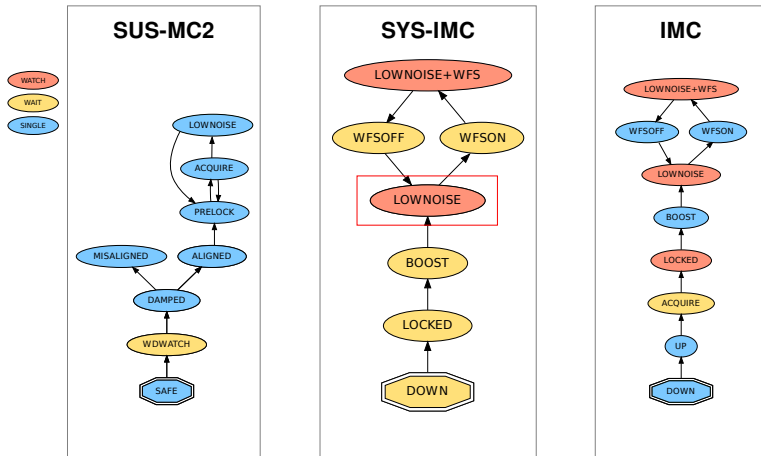 WATCH
WAIT
SINGLE
SUS-MC2
LOWNOISE
ACQUIRE
PRELOCK
MISALIGNED
ALIGNED
DAMPED
WDWATCH
SAFE
SYS-IMC
LOWNOISE+WFS
WFSOFF
WFSON
LOWNOISE
BOOST
LOCKED
DOWN
IMC
LOWNOISE+WFS
WFSOFF
WFSON
LOWNOISE
BOOST
LOCKED
ACQUIRE
UP
DOWN